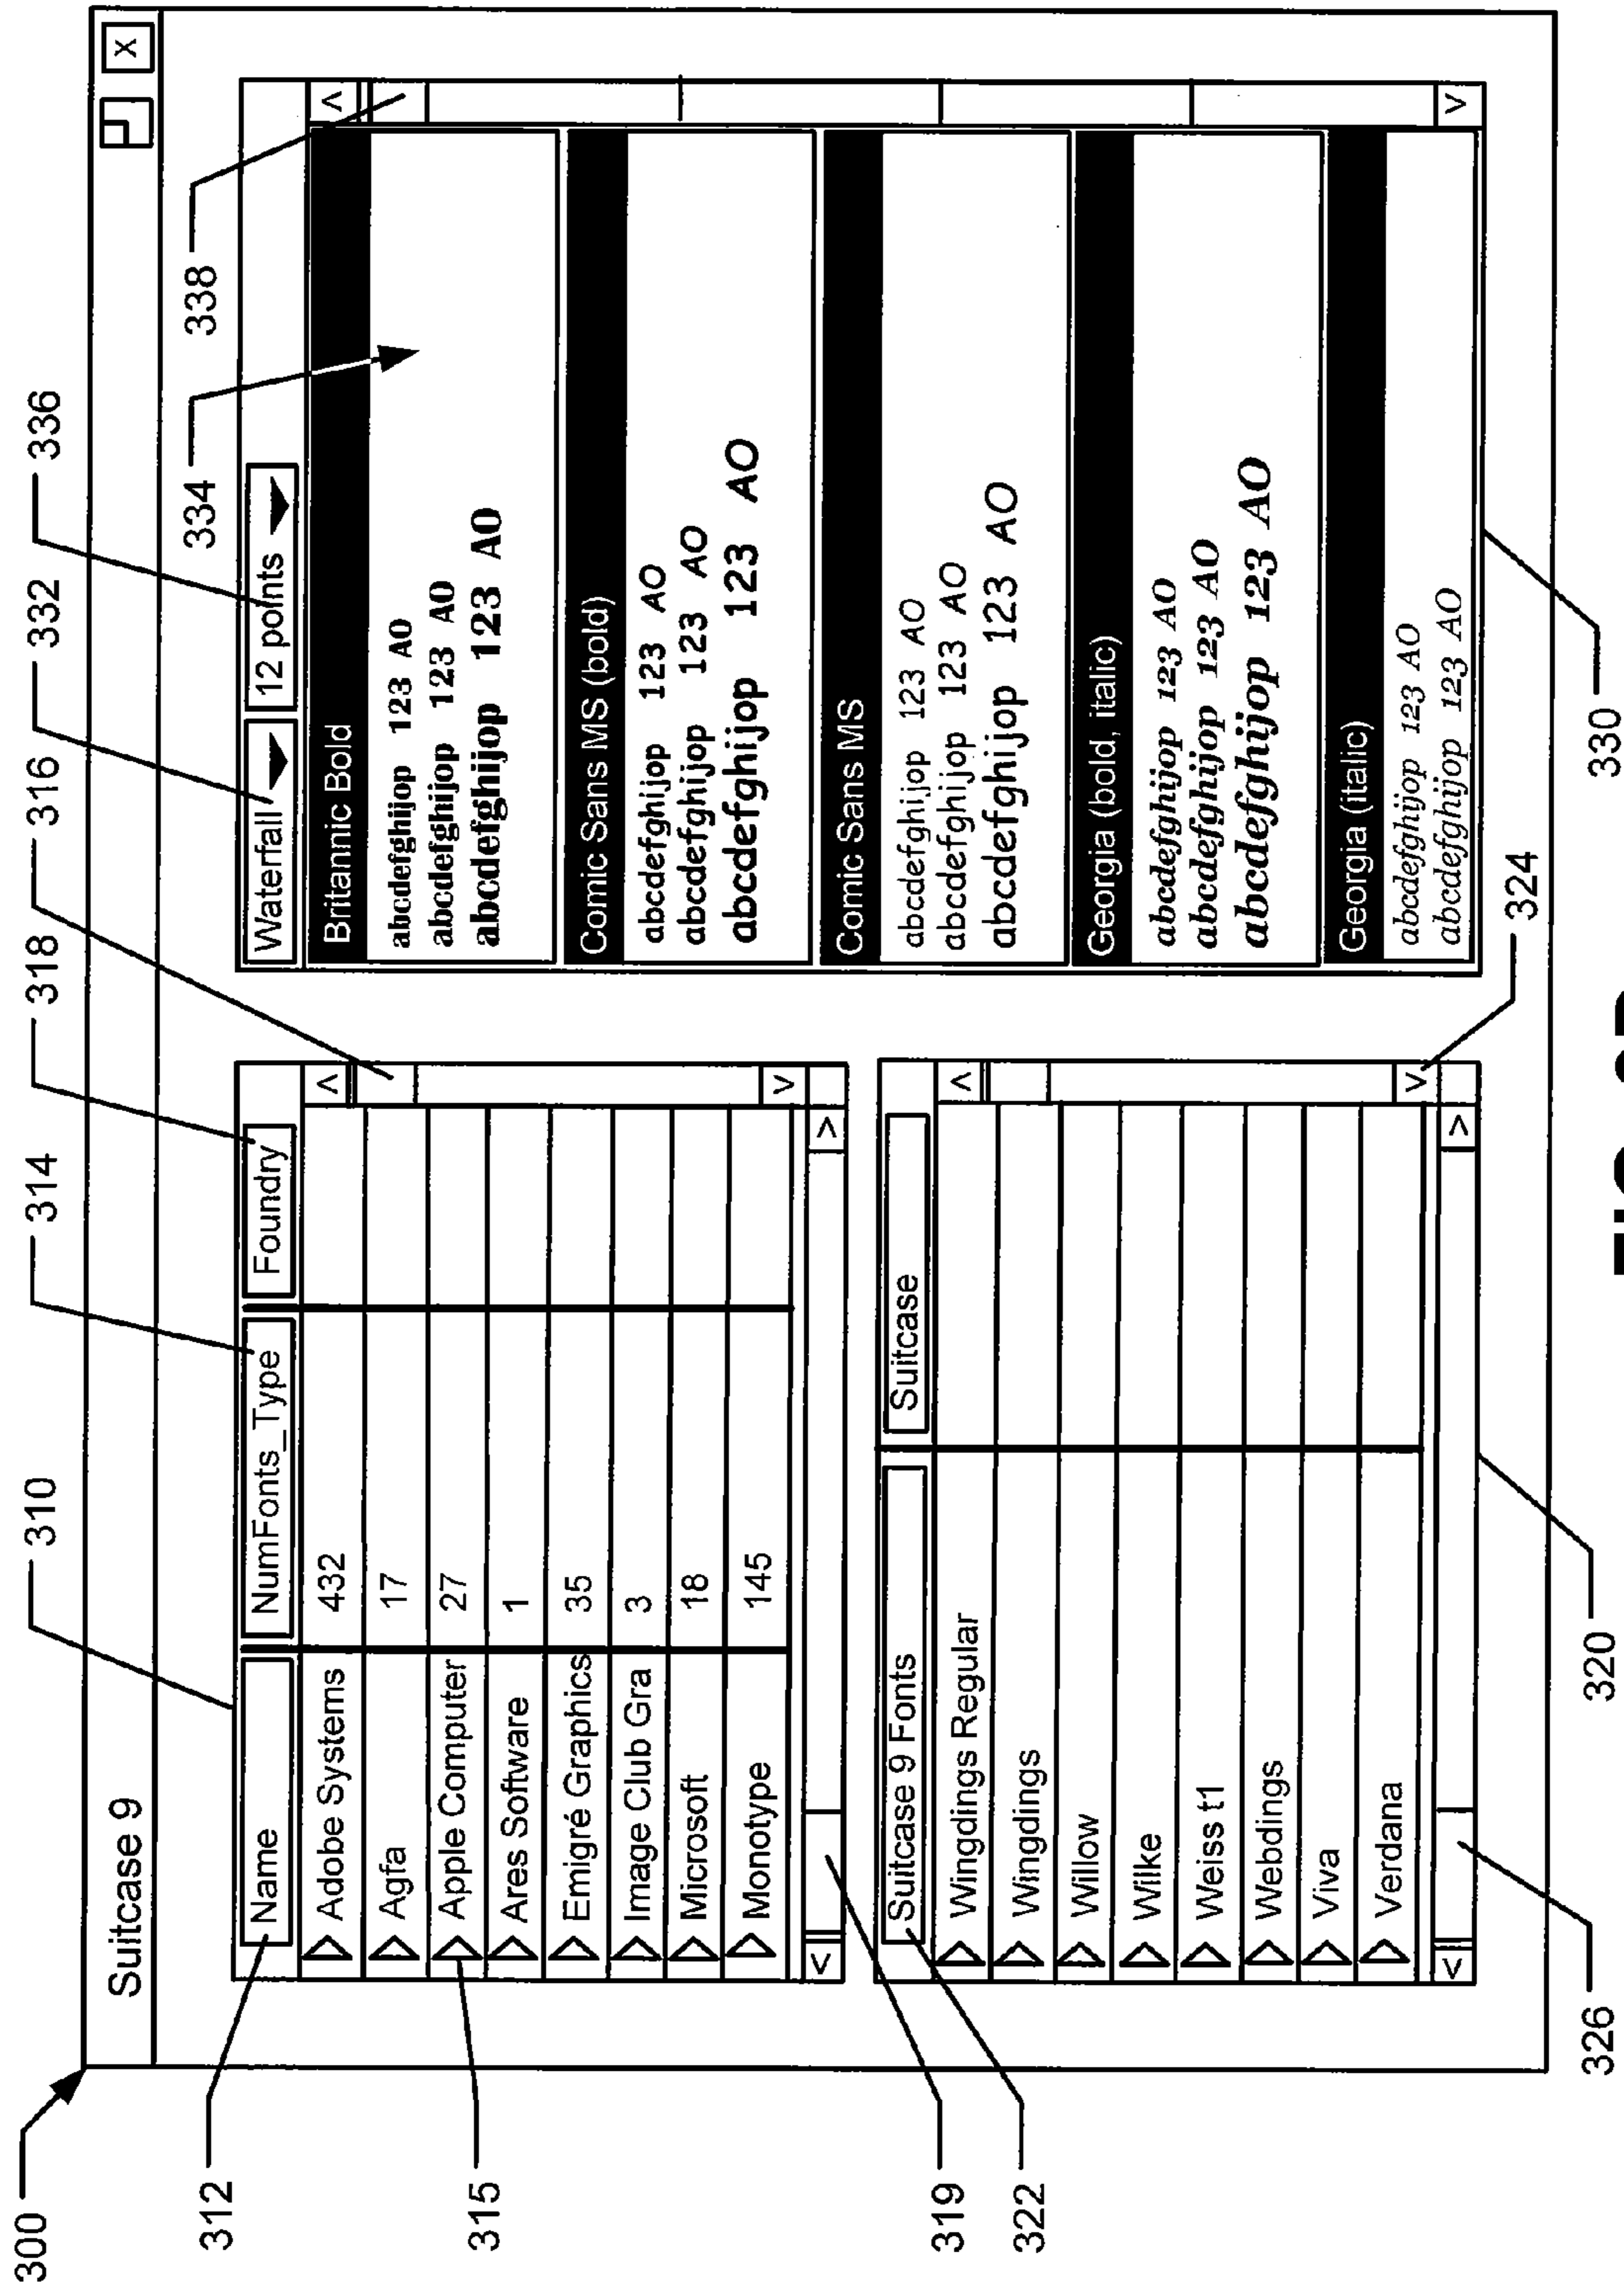 300
310
314
318
316
332
336
Suitcase 9
X
312
315
319
322
Name
NumFonts_Type
Foundry
Adobe Systems
432
Agfa
17
Apple Computer
27
Ares Software
1
Emigré Graphics
35
Image Club Gra
3
Microsoft
18
Monotype
145
<
>
<
>
Suitcase 9 Fonts
Suitcase
Wingdings Regular
Wingdings
Willow
Wilke
Weiss t1
Webdings
Viva
Verdana
<
>
<
>
334
338
Waterfall
12 points
Britannic Bold
abcdefghijop 123 AO
abcdefghijop 123 AO
abcdefghijop 123 AO
Comic Sans MS (bold)
abcdefghijop 123 AO
abcdefghijop 123 AO
abcdefghijop 123 AO
Comic Sans MS
abcdefghijop 123 AO
abcdefghijop 123 AO
abcdefghijop 123 AO
Georgia (bold, italic)
abcdefghijop 123 AO
abcdefghijop 123 AO
abcdefghijop 123 AO
Georgia (italic)
abcdefghijop 123 AO
abcdefghijop 123 AO
<
>
326
320
324
330